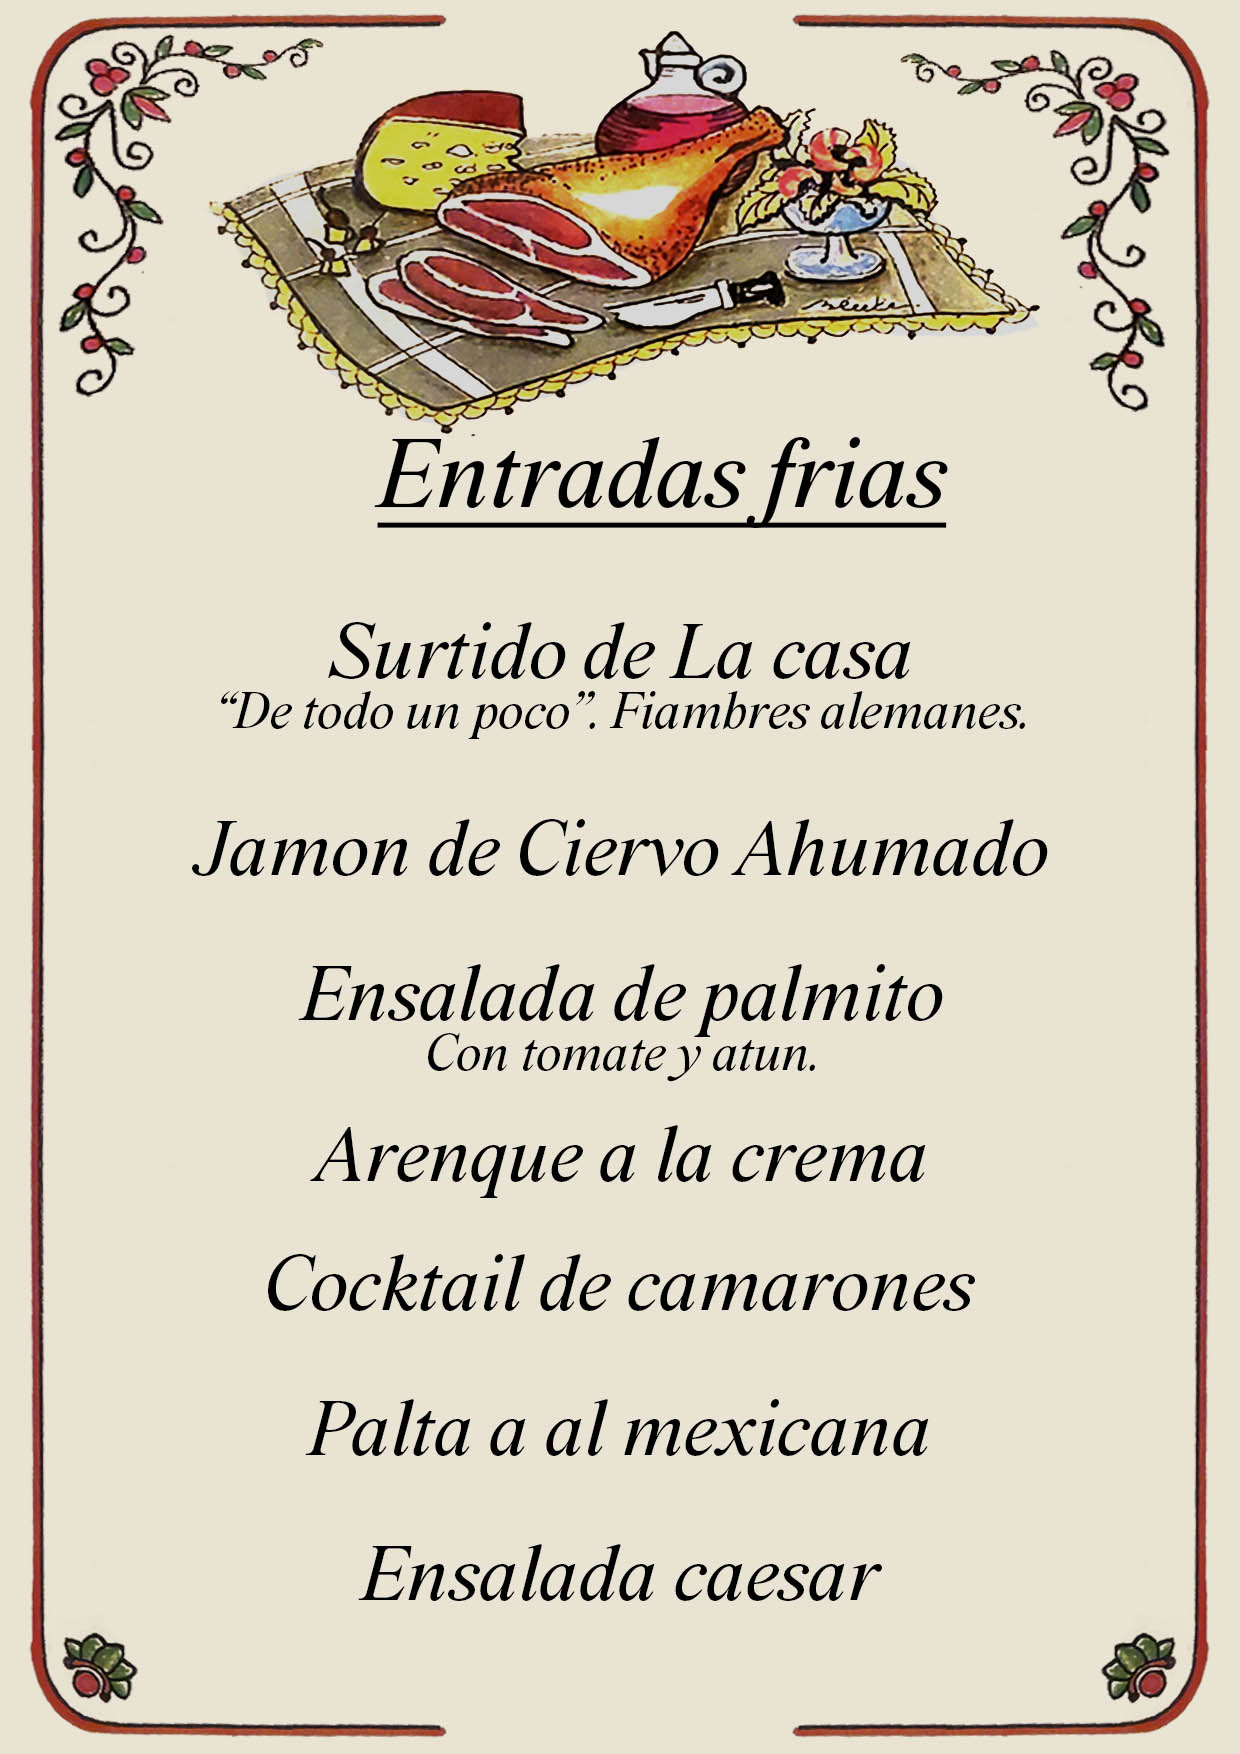 Entradas frias
Surtido de La casa
“De todo un poco”. Fiambres alemanes.
Jamon de Ciervo Ahumado
Ensalada de palmito
Con tomate y atun.
Arenque a la crema
Cocktail de camarones
Palta a al mexicana
Ensalada caesar